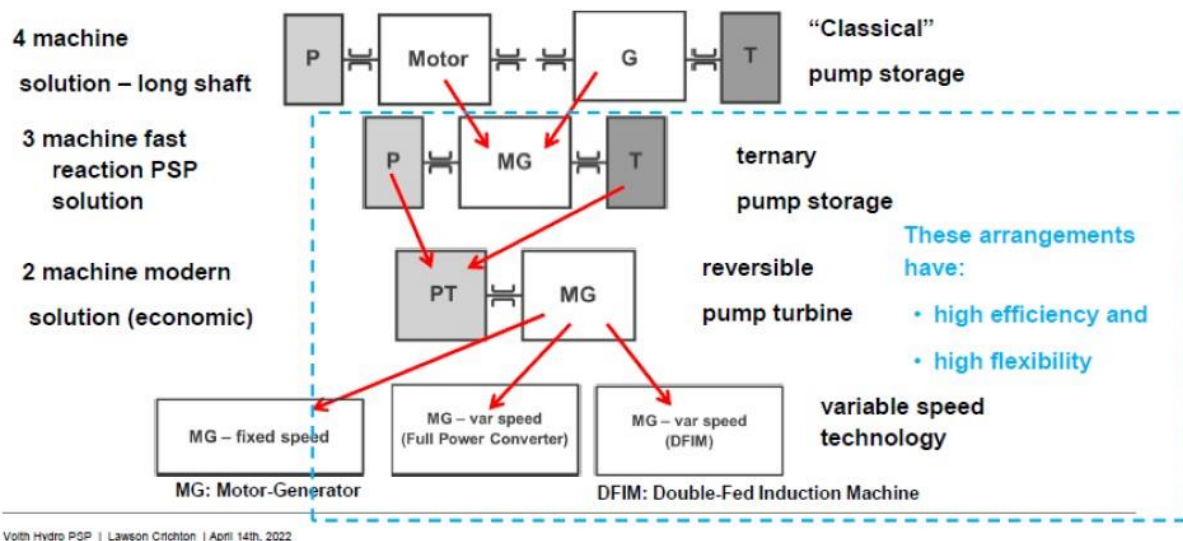 4 machine
solution – long shaft
P
Motor
G
T
“Classical”
pump storage
3 machine fast
reaction PSP
solution
P
MG
T
ternary
pump storage
These arrangements
have:
• high efficiency and
• high flexibility
2 machine modern
solution (economic)
PT
MG
reversible
pump turbine
MG – fixed speed
MG – var speed
(Full Power Converter)
MG – var speed
(DFIM)
variable speed
technology
MG: Motor-Generator
DFIM: Double-Fed Induction Machine
Voith Hydro PSP | Lawson Crichton | April 14th, 2022